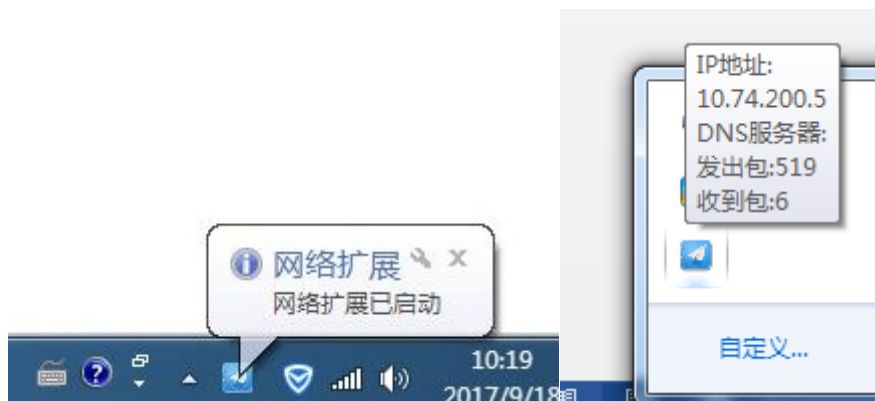 网络扩展
网络扩展已启动
10:19
2017/9/18
IP地址:
10.74.200.5
DNS服务器:
发出包:519
收到包:6
自定义...